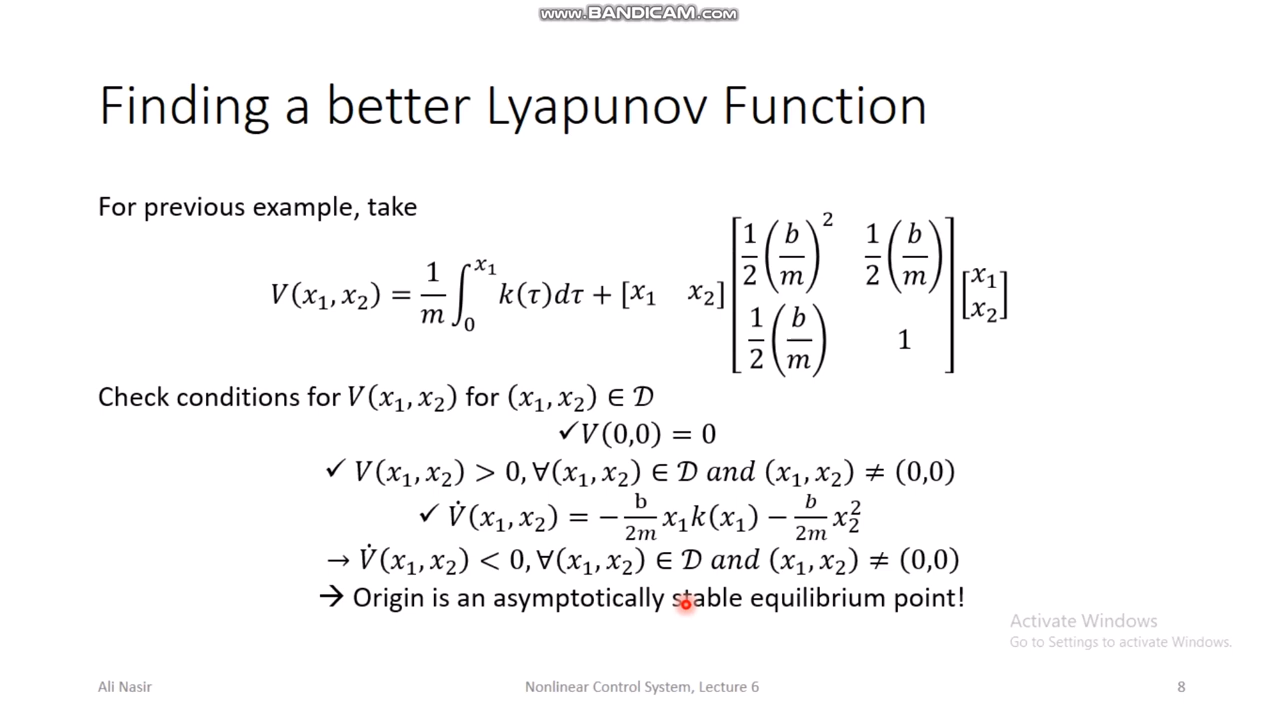 www.BANDICAM.com
Finding a better Lyapunov Function
For previous example, take
V(x₁, x₂) = 1/m ∫₀^x₁ k(τ)dτ + [x₁ x₂] [1/2 (b/m)² 1/2 (b/m) ; 1/2 (b/m) 1] [x₁ ; x₂]
Check conditions for V(x₁, x₂) for (x₁, x₂) ∈ 𝒟
✓V(0,0) = 0
✓ V(x₁, x₂) > 0, ∀(x₁, x₂) ∈ 𝒟 and (x₁, x₂) ≠ (0,0)
✓ V̇(x₁, x₂) = − b/2m x₁k(x₁) − b/2m x₂²
→ V̇(x₁, x₂) < 0, ∀(x₁, x₂) ∈ 𝒟 and (x₁, x₂) ≠ (0,0)
→ Origin is an asymptotically stable equilibrium point!
Activate Windows
Go to Settings to activate Windows.
Ali Nasir
Nonlinear Control System, Lecture 6
8